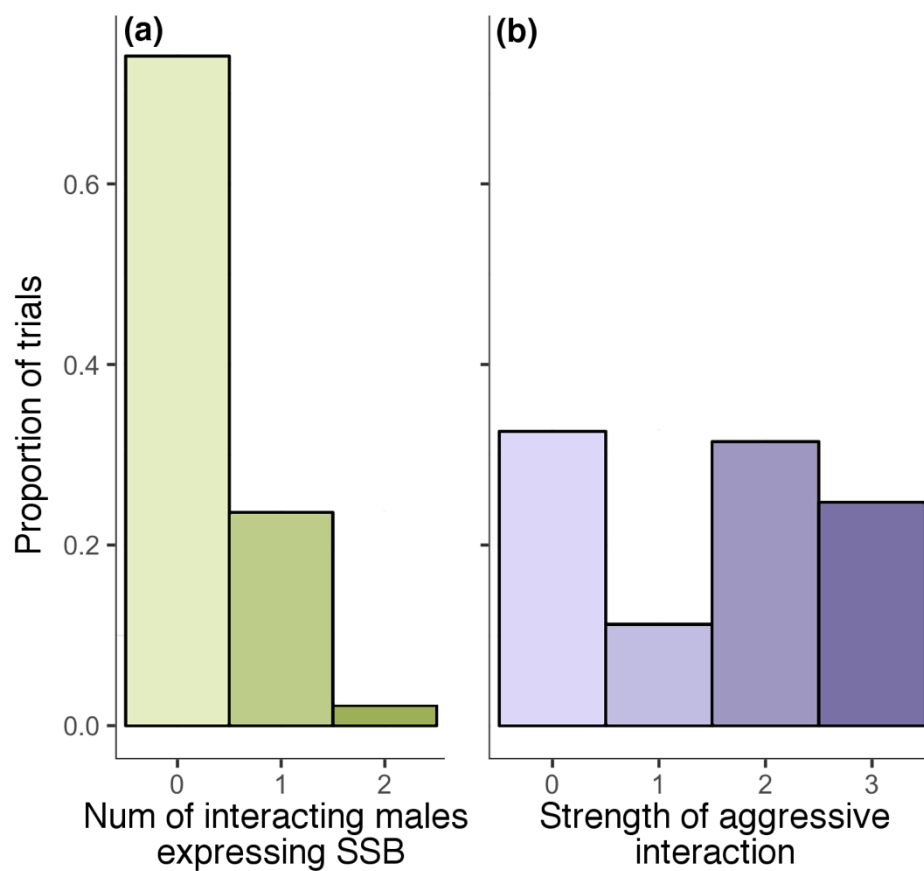 (a)
(b)
Proportion of trials
0.6
0.4
0.2
0.0
0 1 2
0 1 2 3
Num of interacting males
expressing SSB
Strength of aggressive
interaction